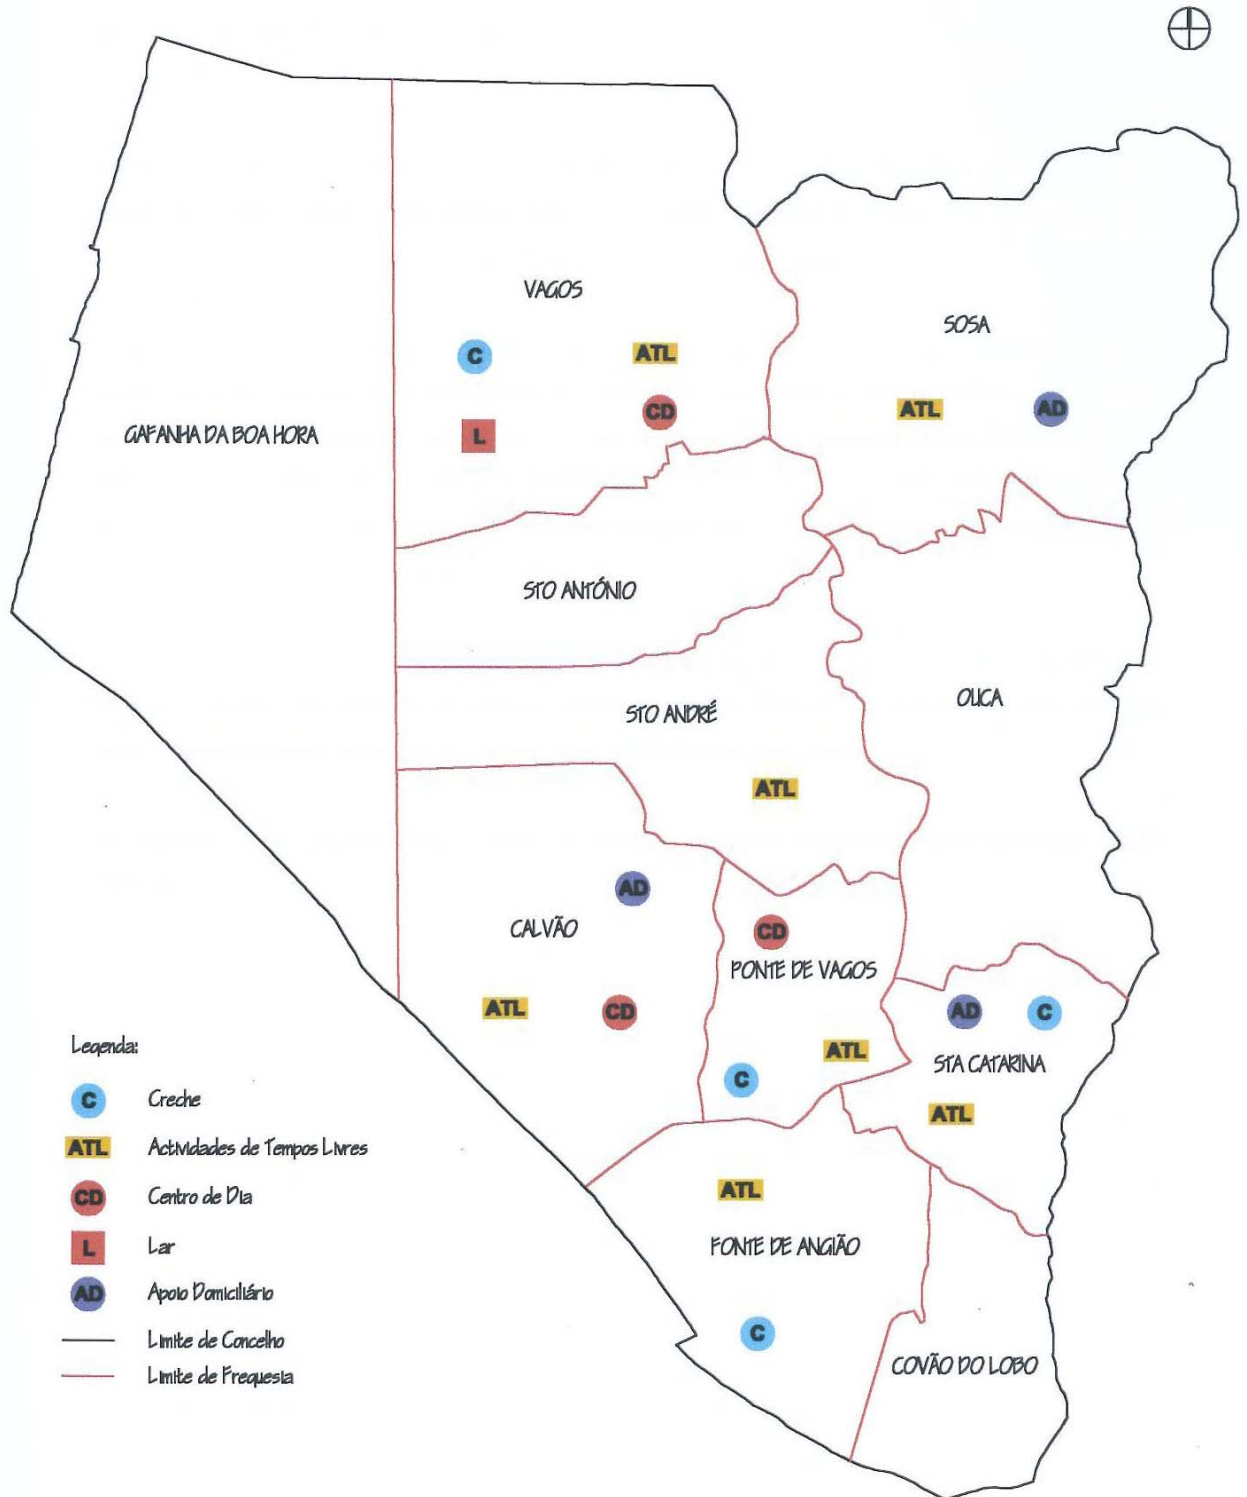 VAGOS
SOSA
C
ATL
ATL
AD
L
CD
GAFANHA DA BOA HORA
STO ANTÓNIO
OUCA
STO ANDRÉ
ATL
AD
CALVÃO
CD
PONTE DE VAGOS
ATL
CD
AD
C
ATL
STA CATARINA
C
ATL
Legenda:
C Creche
ATL Actividades de Tempos Livres
CD Centro de Dia
L Lar
AD Apoio Domiciliário
Limite de Concelho
Limite de Freguesia
ATL
FONTE DE ANGIÃO
C
COVÃO DO LOBO